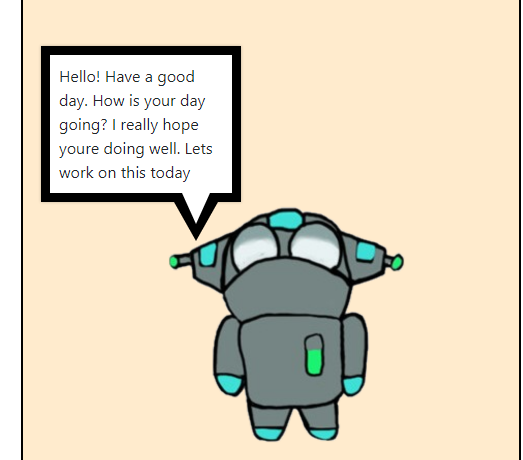 Hello! Have a good
day. How is your day
going? I really hope
youre doing well. Lets
work on this today